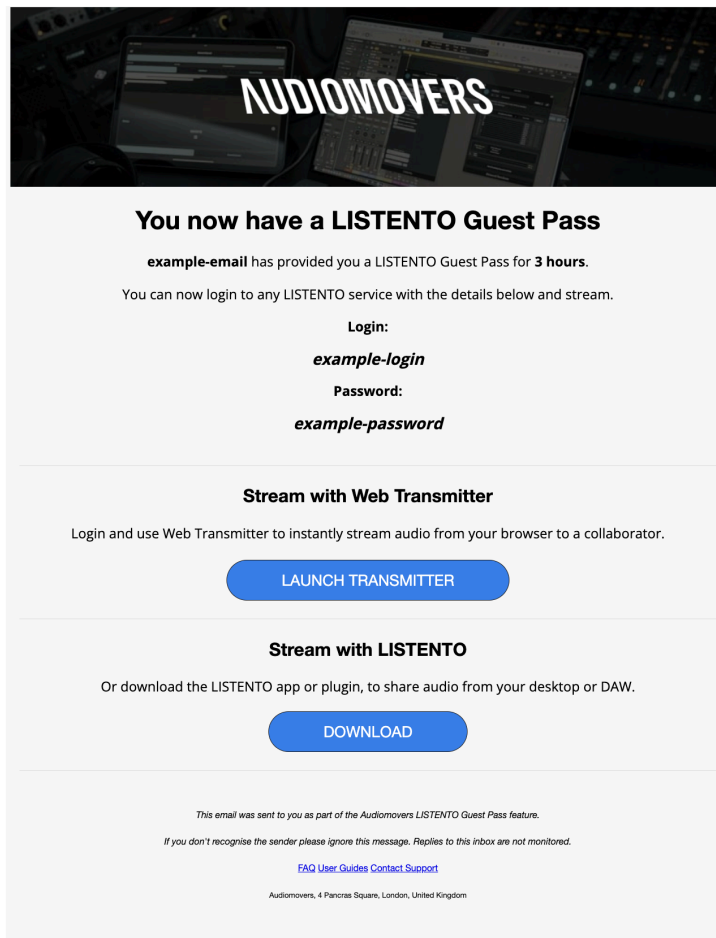 AUDIOMOVERS
You now have a LISTENTO Guest Pass
example-email has provided you a LISTENTO Guest Pass for 3 hours.
You can now login to any LISTENTO service with the details below and stream.
Login:
example-login
Password:
example-password
Stream with Web Transmitter
Login and use Web Transmitter to instantly stream audio from your browser to a collaborator.
LAUNCH TRANSMITTER
Stream with LISTENTO
Or download the LISTENTO app or plugin, to share audio from your desktop or DAW.
DOWNLOAD
This email was sent to you as part of the Audiomovers LISTENTO Guest Pass feature.
If you don't recognise the sender please ignore this message. Replies to this inbox are not monitored.
FAQ User Guides Contact Support
Audiomovers, 4 Pancras Square, London, United Kingdom